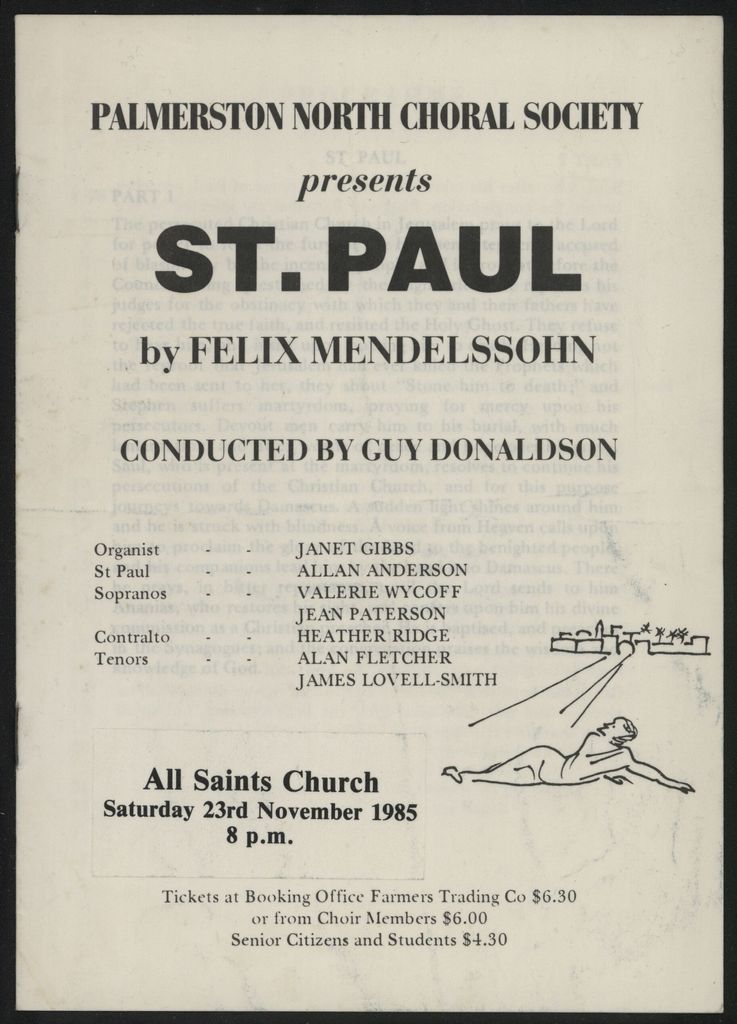 PALMERSTON NORTH CHORAL SOCIETY
presents
ST. PAUL
by FELIX MENDELSSOHN
CONDUCTED BY GUY DONALDSON
Organist - - JANET GIBBS
St Paul - - ALLAN ANDERSON
Sopranos - - VALERIE WYCOFF
JEAN PATERSON
Contralto - - HEATHER RIDGE
Tenors - - ALAN FLETCHER
JAMES LOVELL-SMITH
All Saints Church
Saturday 23rd November 1985
8 p.m.
Tickets at Booking Office Farmers Trading Co $6.30
or from Choir Members $6.00
Senior Citizens and Students $4.30